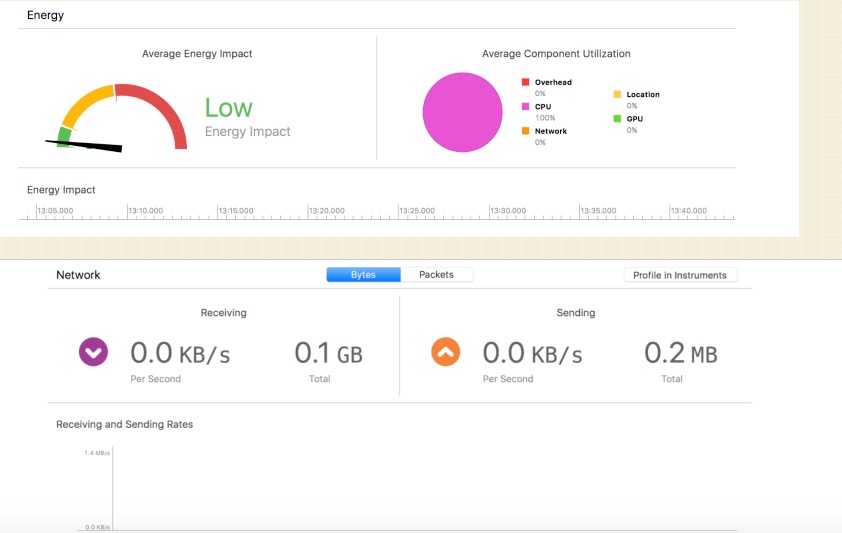 Energy
Average Energy Impact
Low
Energy Impact
Average Component Utilization
Overhead
0%
CPU
100%
Network
0%
Location
0%
GPU
0%
Energy Impact
13:05.000 13:10.000 13:15.000 13:20.000 13:25.000 13:30.000 13:35.000 13:40.000
Network Bytes Packets Profile in Instruments
Receiving
0.0 KB/s 0.1 GB
Per Second Total
Sending
0.0 KB/s 0.2 MB
Per Second Total
Receiving and Sending Rates
1.4 MB/s
0.0 KB/s